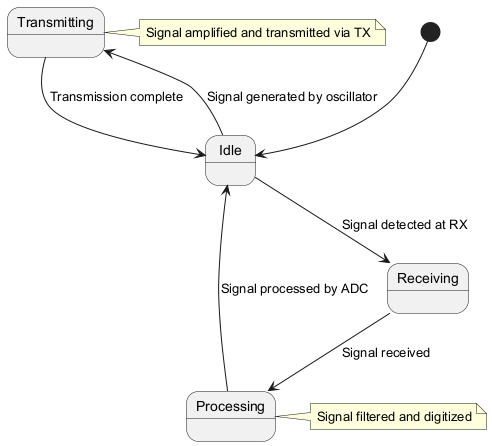 Transmitting
Signal amplified and transmitted via TX
Transmission complete
Signal generated by oscillator
Idle
Signal detected at RX
Receiving
Signal processed by ADC
Signal received
Processing
Signal filtered and digitized